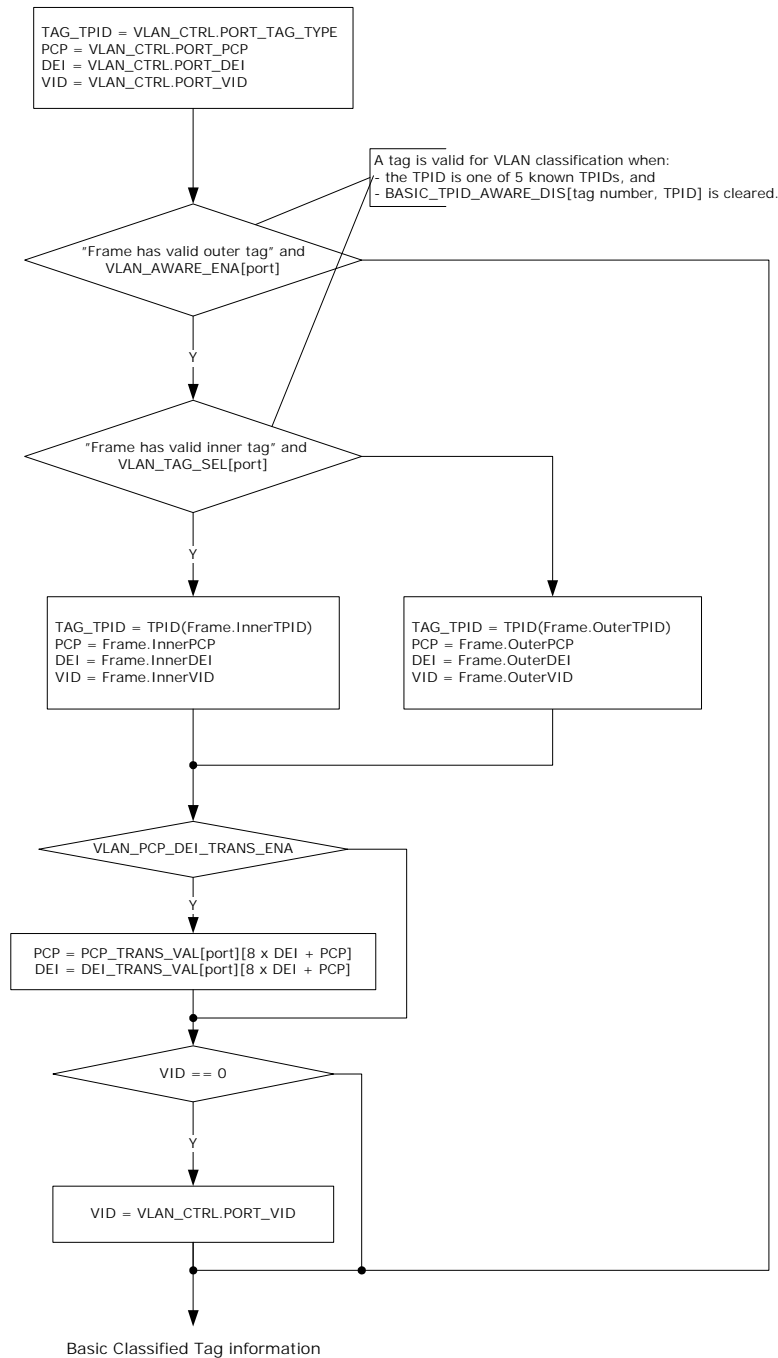 TAG_TPID = VLAN_CTRL.PORT_TAG_TYPE
PCP = VLAN_CTRL.PORT_PCP
DEI = VLAN_CTRL.PORT_DEI
VID = VLAN_CTRL.PORT_VID
A tag is valid for VLAN classification when:
- the TPID is one of 5 known TPIDs, and
- BASIC_TPID_AWARE_DIS[tag number, TPID] is cleared.
"Frame has valid outer tag" and
VLAN_AWARE_ENA[port]
Y
"Frame has valid inner tag" and
VLAN_TAG_SEL[port]
Y
TAG_TPID = TPID(Frame.InnerTPID)
PCP = Frame.InnerPCP
DEI = Frame.InnerDEI
VID = Frame.InnerVID
TAG_TPID = TPID(Frame.OuterTPID)
PCP = Frame.OuterPCP
DEI = Frame.OuterDEI
VID = Frame.OuterVID
VLAN_PCP_DEI_TRANS_ENA
Y
PCP = PCP_TRANS_VAL[port][8 x DEI + PCP]
DEI = DEI_TRANS_VAL[port][8 x DEI + PCP]
VID == 0
Y
VID = VLAN_CTRL.PORT_VID
Basic Classified Tag information